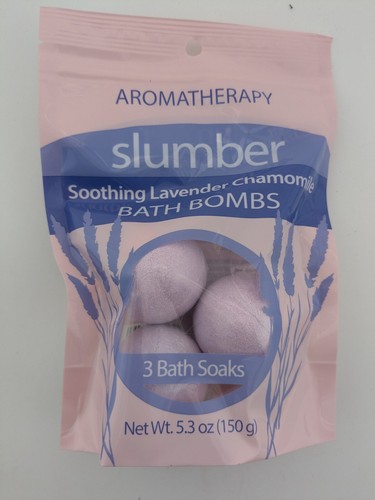 AROMATHERAPY
slumber
Soothing Lavender Chamomile
BATH BOMBS
3 Bath Soaks
Net Wt. 5.3 oz (150 g)